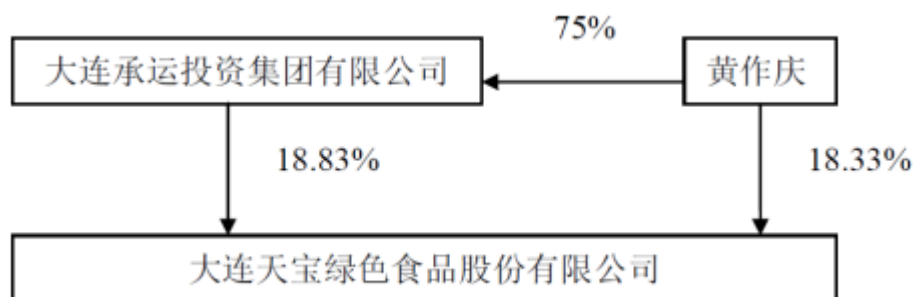 75%
大连承运投资集团有限公司
黄作庆
18.83%
18.33%
大连天宝绿色食品股份有限公司